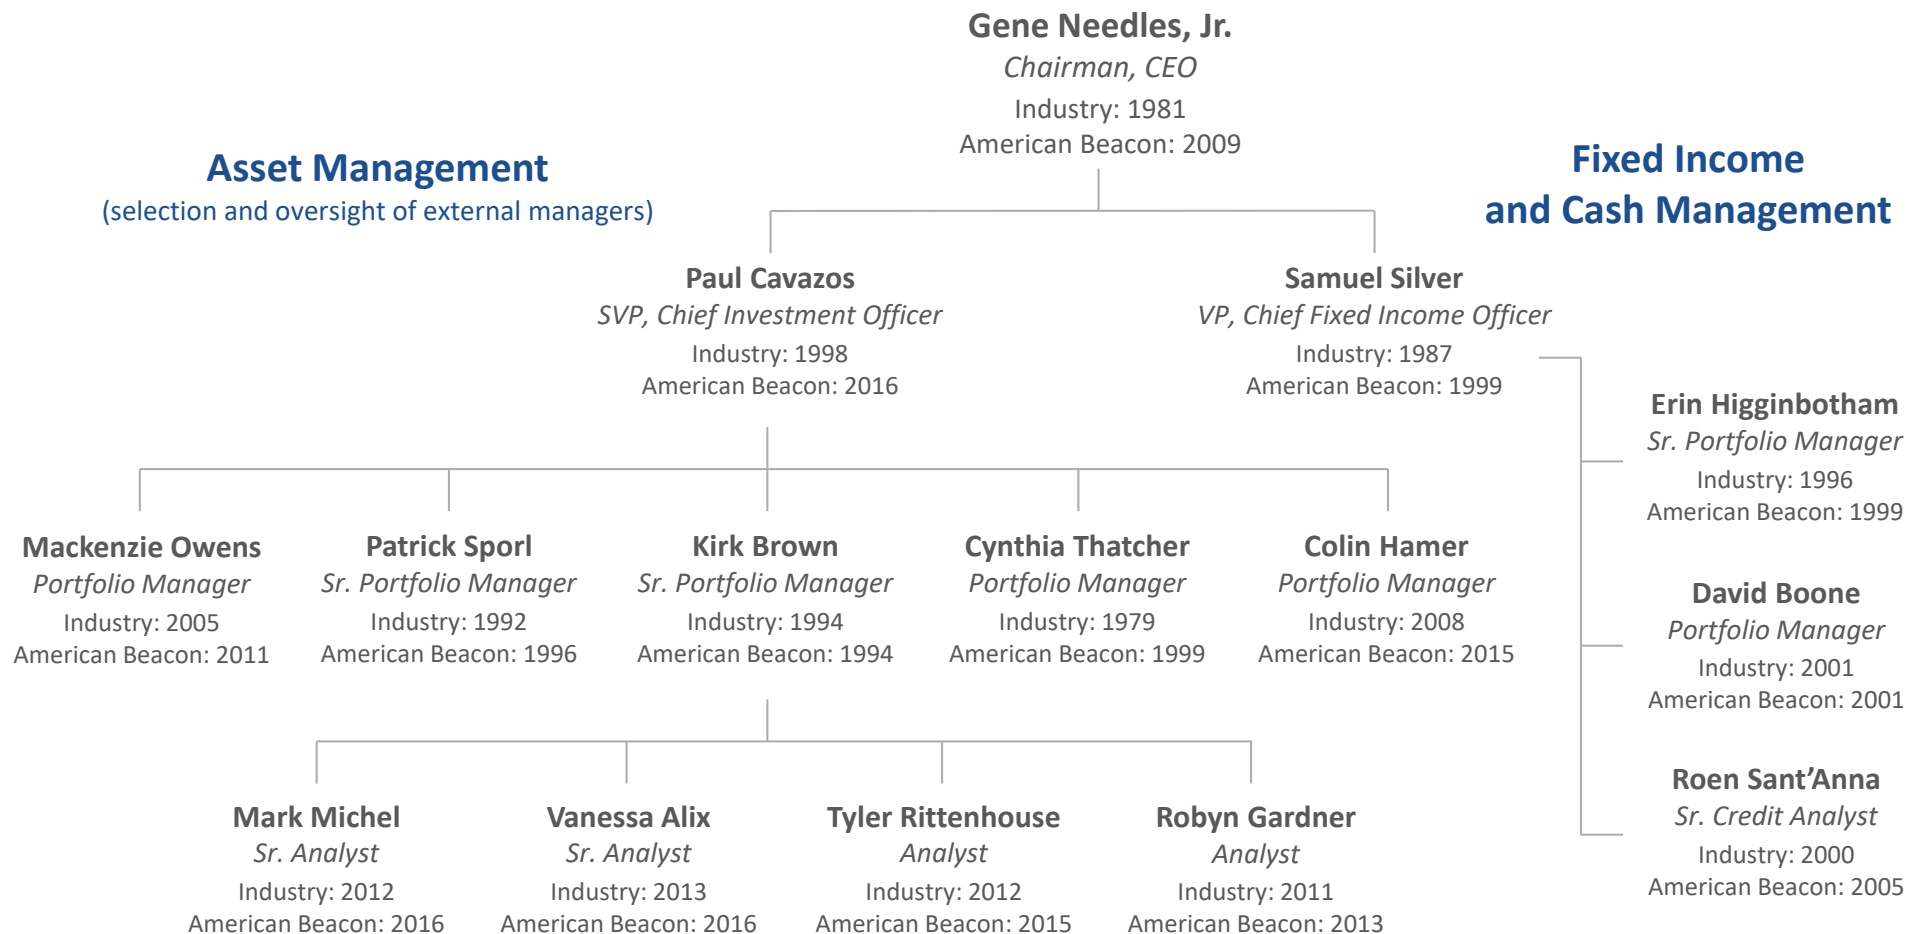 Gene Needles, Jr.
Chairman, CEO
Industry: 1981
American Beacon: 2009
Asset Management
(selection and oversight of external managers)
Fixed Income
and Cash Management
Paul Cavazos
SVP, Chief Investment Officer
Industry: 1998
American Beacon: 2016
Samuel Silver
VP, Chief Fixed Income Officer
Industry: 1987
American Beacon: 1999
Erin Higginbotham
Sr. Portfolio Manager
Industry: 1996
American Beacon: 1999
David Boone
Portfolio Manager
Industry: 2001
American Beacon: 2001
Roen Sant’Anna
Sr. Credit Analyst
Industry: 2000
American Beacon: 2005
Mackenzie Owens
Portfolio Manager
Industry: 2005
American Beacon: 2011
Patrick Sporl
Sr. Portfolio Manager
Industry: 1992
American Beacon: 1996
Kirk Brown
Sr. Portfolio Manager
Industry: 1994
American Beacon: 1994
Cynthia Thatcher
Portfolio Manager
Industry: 1979
American Beacon: 1999
Colin Hamer
Portfolio Manager
Industry: 2008
American Beacon: 2015
Mark Michel
Sr. Analyst
Industry: 2012
American Beacon: 2016
Vanessa Alix
Sr. Analyst
Industry: 2013
American Beacon: 2016
Tyler Rittenhouse
Analyst
Industry: 2012
American Beacon: 2015
Robyn Gardner
Analyst
Industry: 2011
American Beacon: 2013